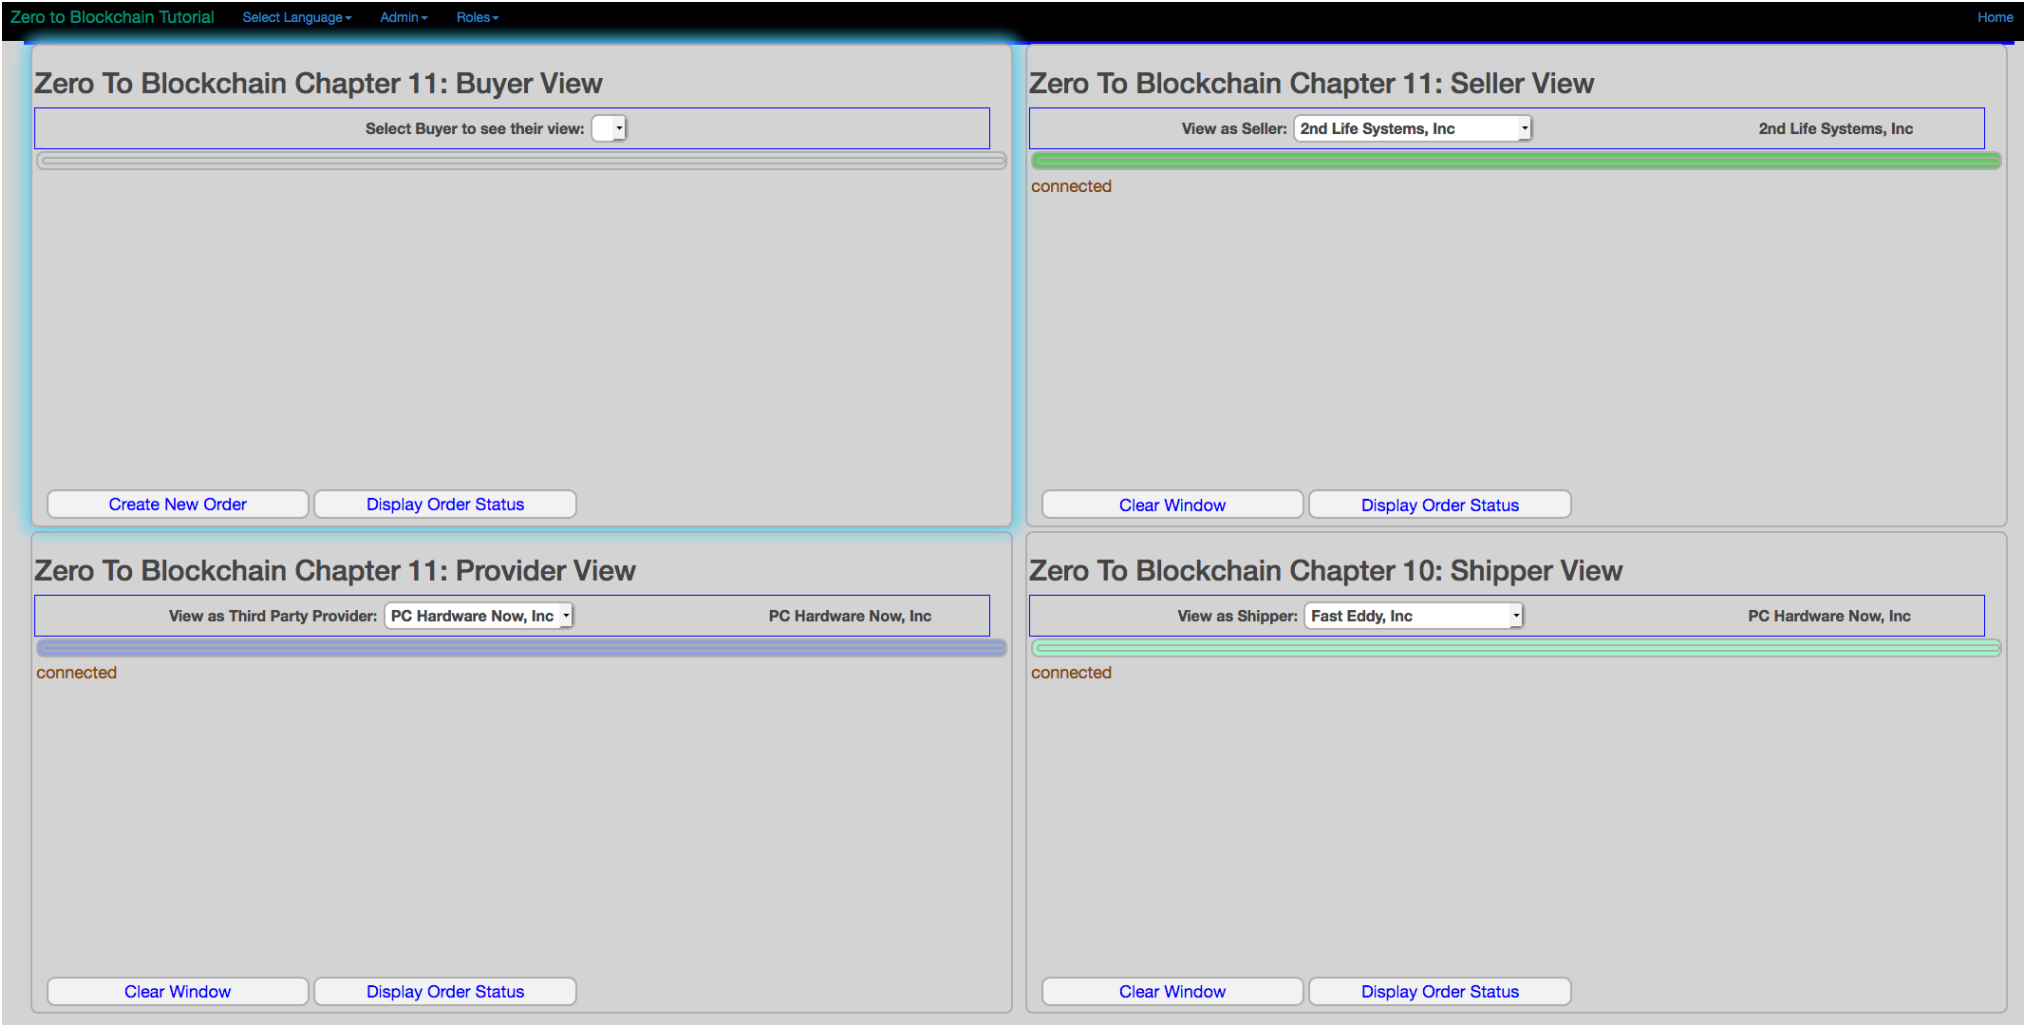 Zero to Blockchain Tutorial Select Language Admin Roles Home
Zero To Blockchain Chapter 11: Buyer View
Select Buyer to see their view:
Create New Order Display Order Status
Zero To Blockchain Chapter 11: Seller View
View as Seller: 2nd Life Systems, Inc 2nd Life Systems, Inc
connected
Clear Window Display Order Status
Zero To Blockchain Chapter 11: Provider View
View as Third Party Provider: PC Hardware Now, Inc PC Hardware Now, Inc
connected
Clear Window Display Order Status
Zero To Blockchain Chapter 10: Shipper View
View as Shipper: Fast Eddy, Inc PC Hardware Now, Inc
connected
Clear Window Display Order Status